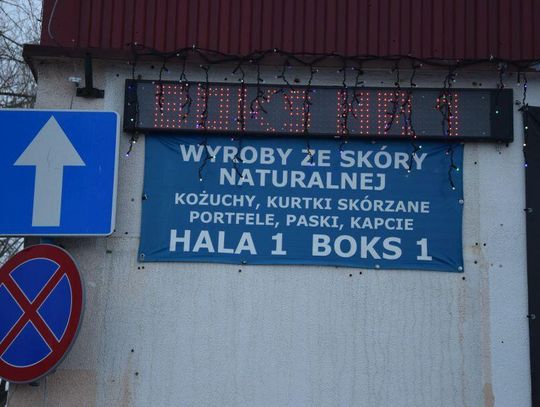 WYROBY ZE SKÓRY
NATURALNEJ
KOŻUCHY, KURTKI SKÓRZANE
PORTFELE, PASKI, KAPCIE
HALA 1 BOKS 1